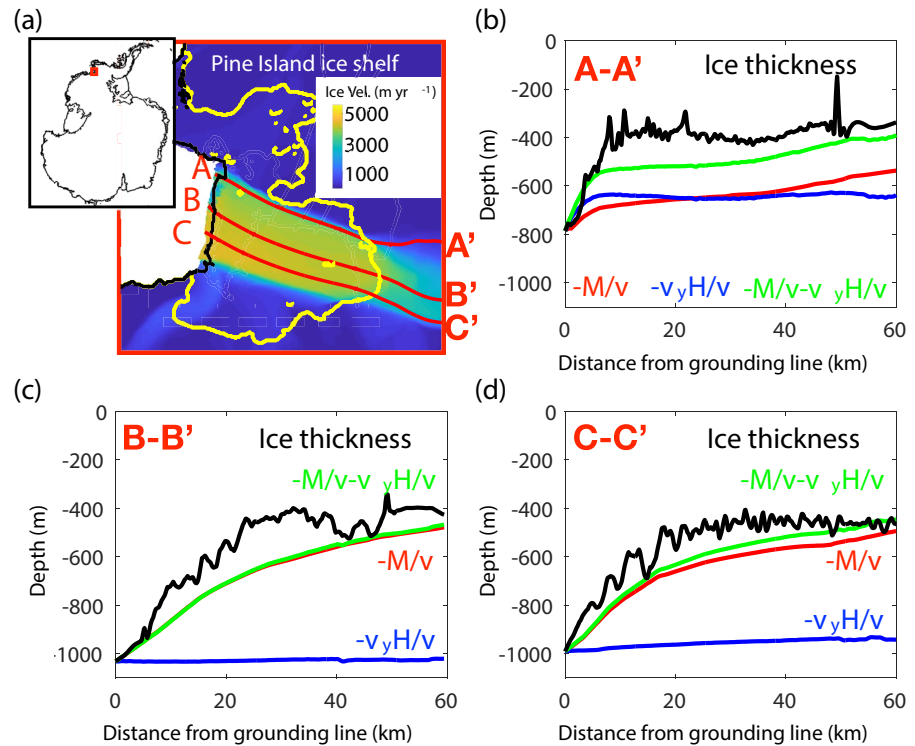 (a)
Pine Island ice shelf
Ice Vel. (m yr -1)
5000
3000
1000
A
B
C
A'
B'
C'
(b)
A-A'
Ice thickness
0
-200
-400
-600
-800
-1000
Depth (m)
-M/v -vyH/v -M/v-v yH/v
0 20 40 60
Distance from grounding line (km)
(c)
B-B'
Ice thickness
-M/v-v yH/v
-M/v
-vyH/v
0
-200
-400
-600
-800
-1000
Depth (m)
0 20 40 60
Distance from grounding line (km)
(d)
C-C'
Ice thickness
-M/v-v yH/v
-M/v
-vyH/v
0
-200
-400
-600
-800
-1000
Depth (m)
0 20 40 60
Distance from grounding line (km)